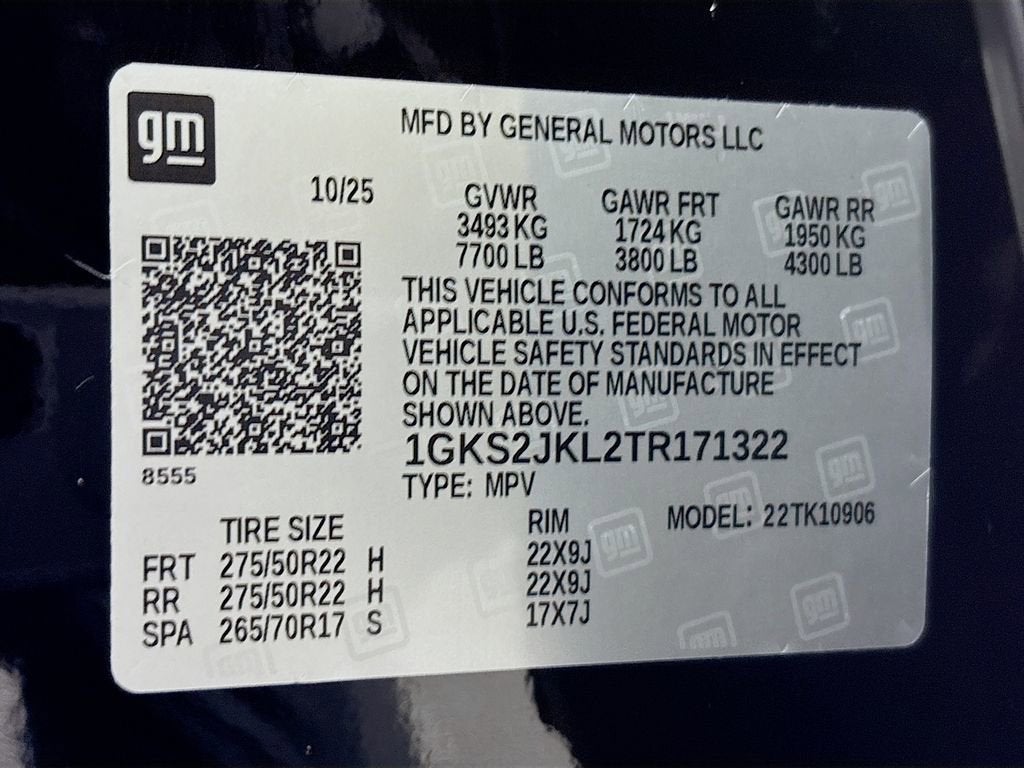 gm
MFD BY GENERAL MOTORS LLC
10/25
GVWR GAWR FRT GAWR RR
3493 KG 1724 KG 1950 KG
7700 LB 3800 LB 4300 LB
THIS VEHICLE CONFORMS TO ALL
APPLICABLE U.S. FEDERAL MOTOR
VEHICLE SAFETY STANDARDS IN EFFECT
ON THE DATE OF MANUFACTURE
SHOWN ABOVE.
1GKS2JKL2TR171322
8555
TYPE: MPV
TIRE SIZE RIM MODEL: 22TK10906
FRT 275/50R22 H 22X9J
RR 275/50R22 H 22X9J
SPA 265/70R17 S 17X7J